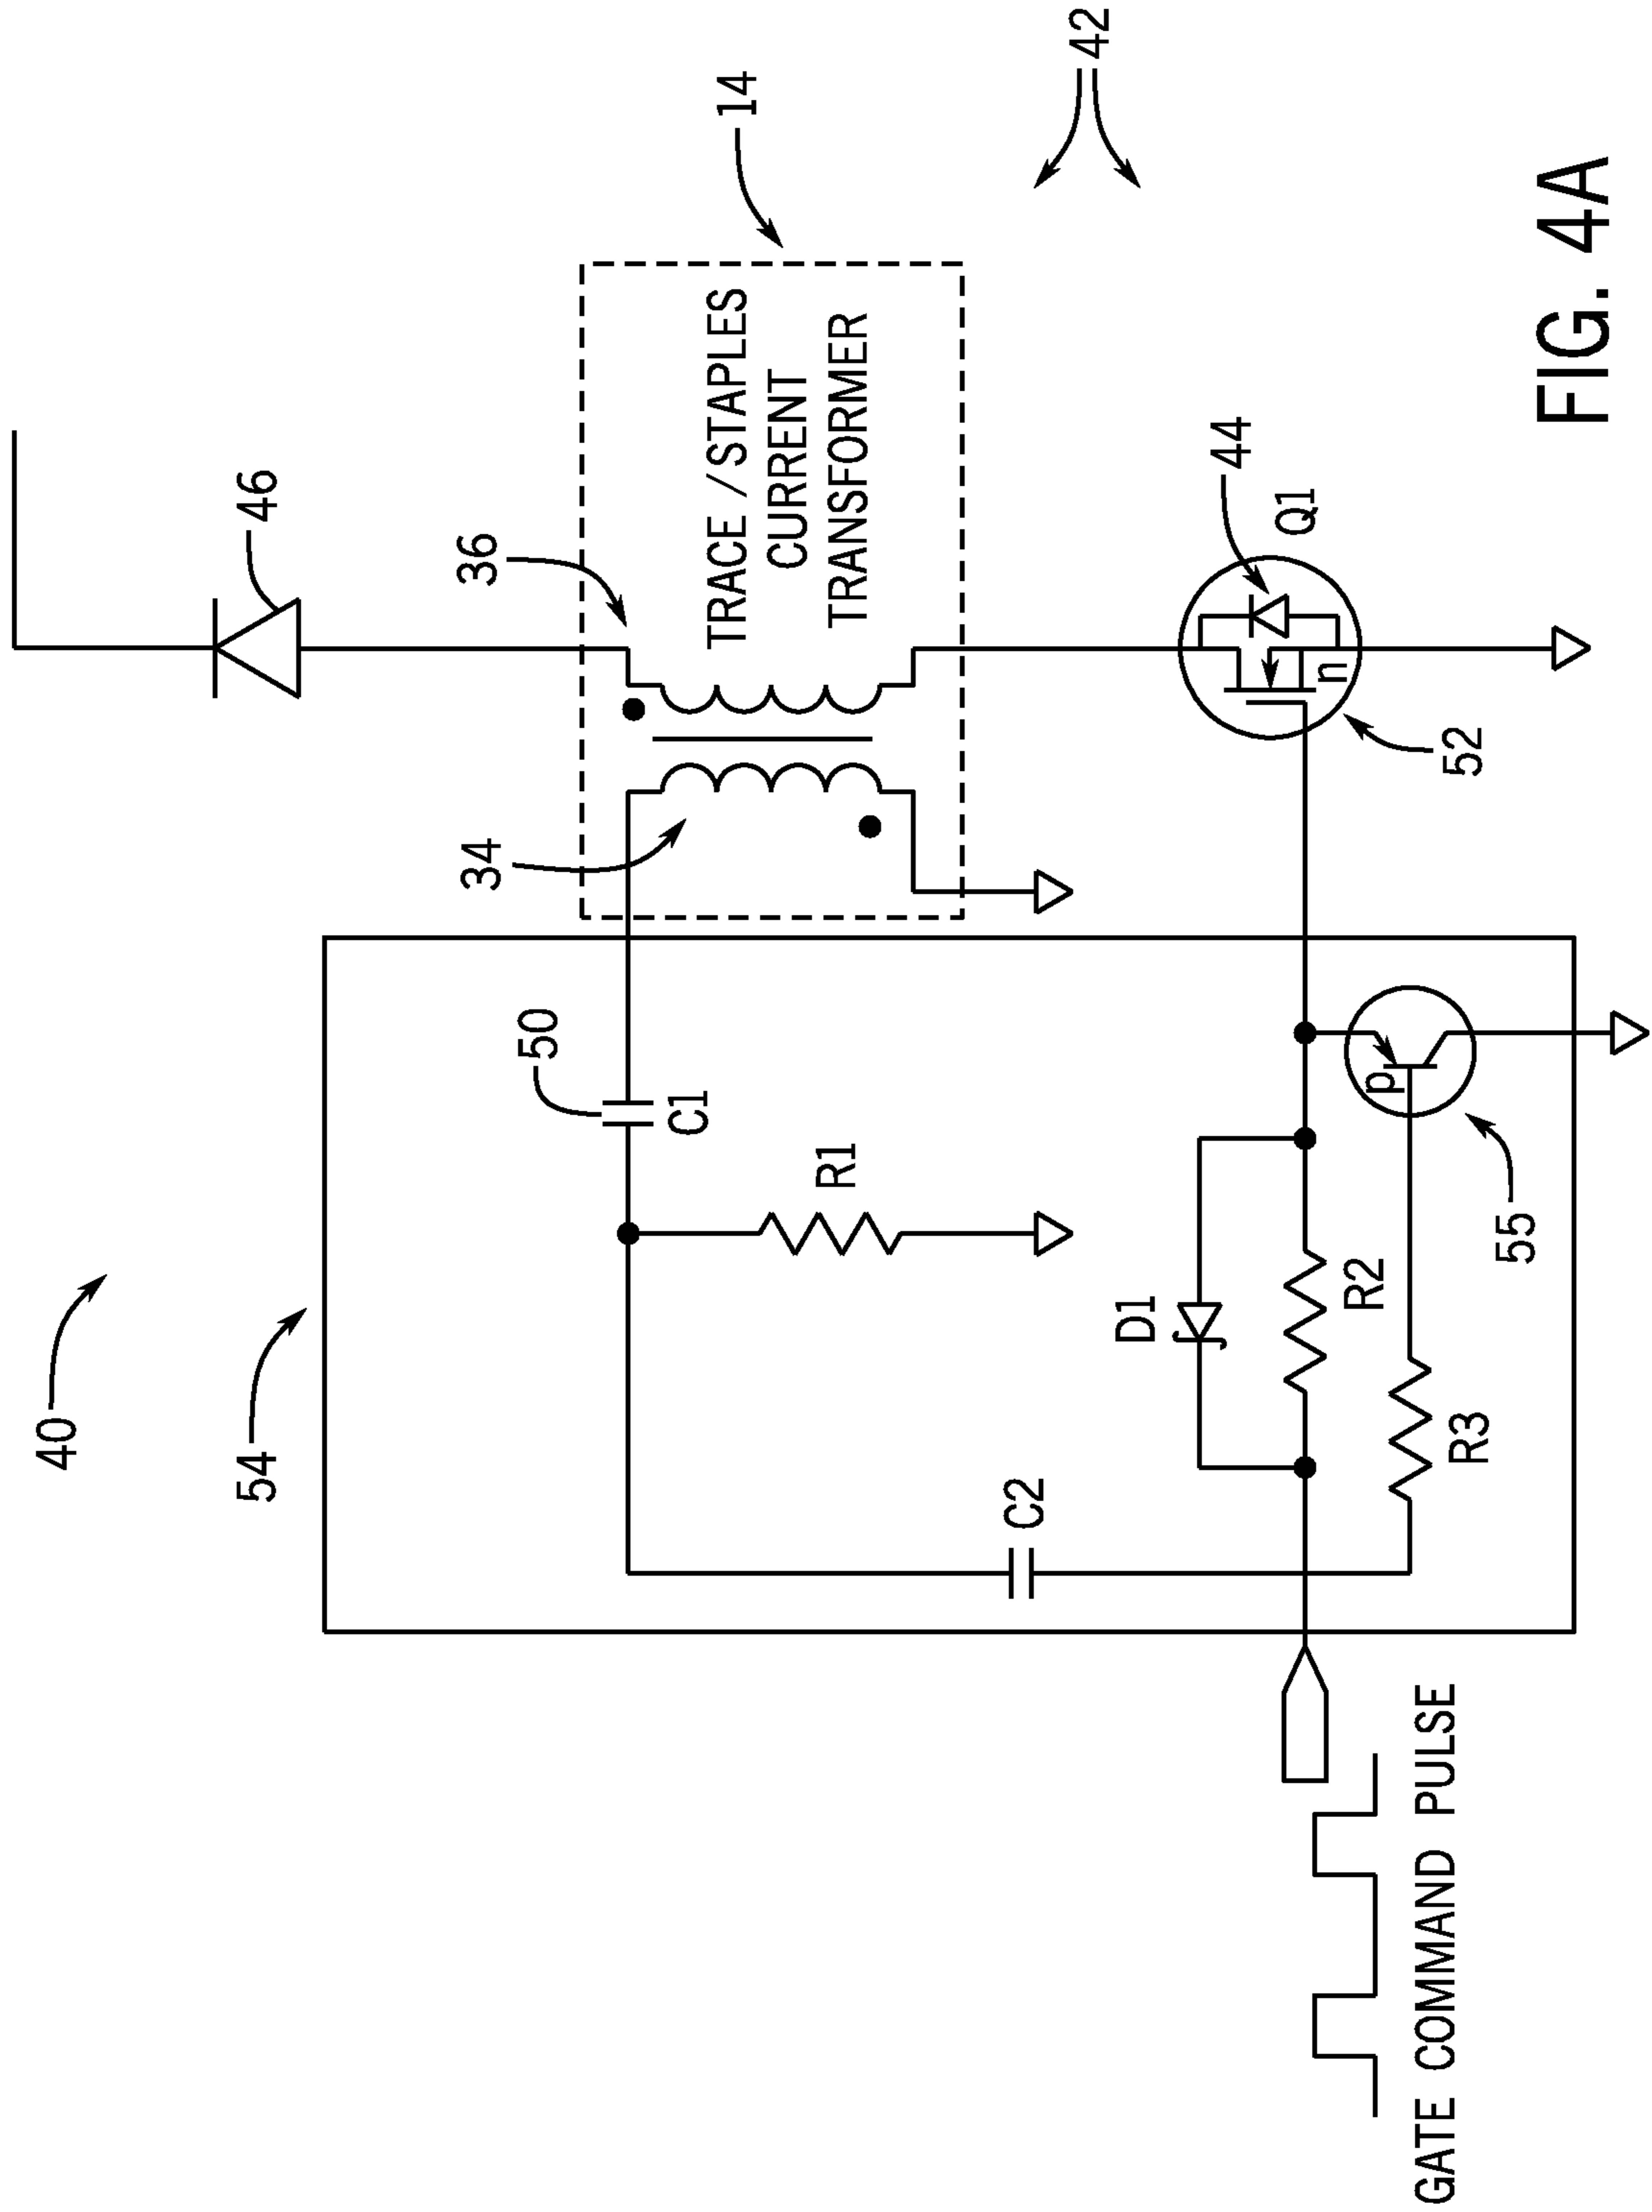 40
54
46
36
14
34
TRACE/STAPLES
CURRENT
TRANSFORMER
42
50
C1
R1
C2
D1
R2
R3
p
55
44
Q1
n
52
GATE COMMAND PULSE
FIG. 4A